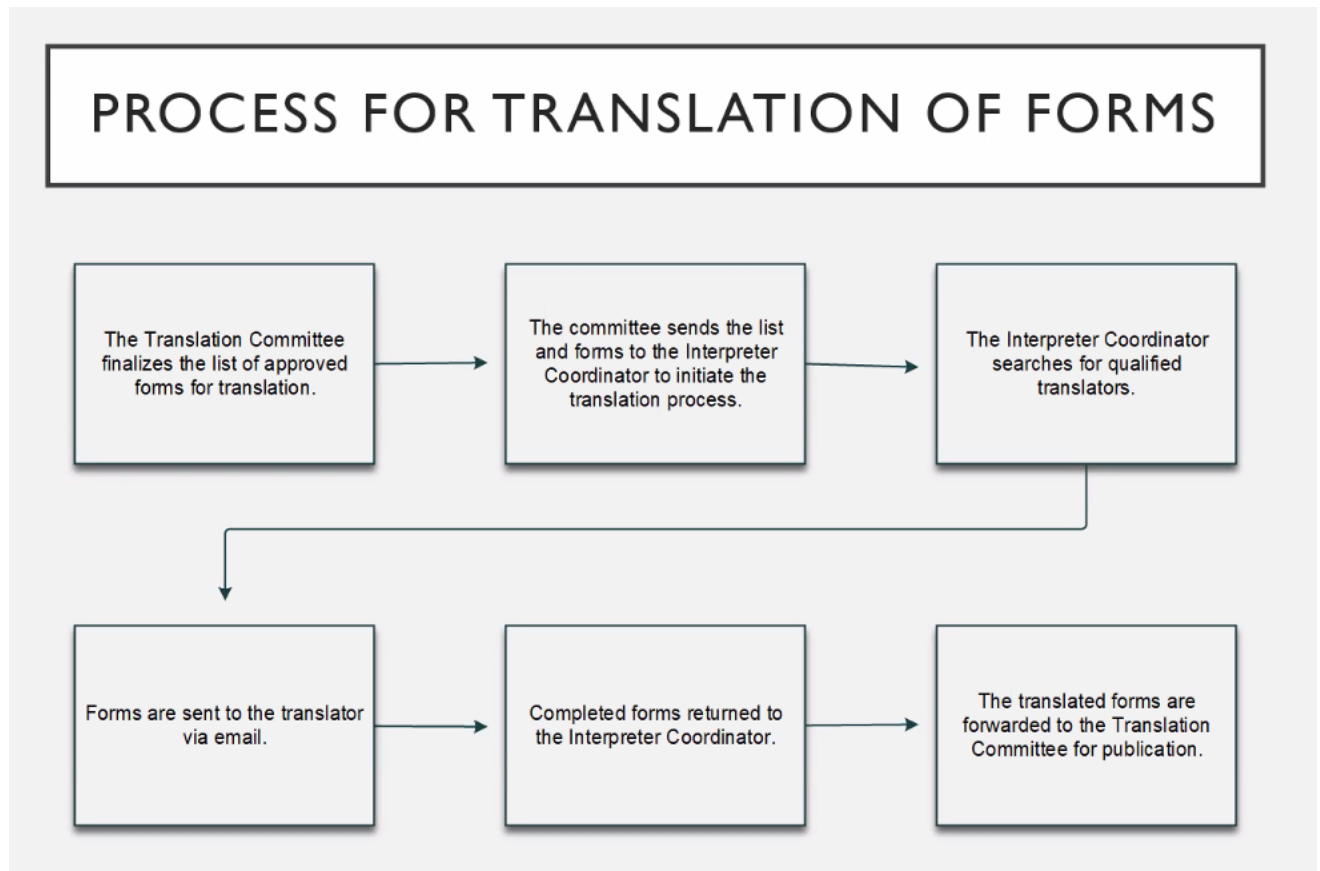 PROCESS FOR TRANSLATION OF FORMS
The Translation Committee
finalizes the list of approved
forms for translation.
The committee sends the list
and forms to the Interpreter
Coordinator to initiate the
translation process.
The Interpreter Coordinator
searches for qualified
translators.
Forms are sent to the translator
via email.
Completed forms returned to
the Interpreter Coordinator.
The translated forms are
forwarded to the Translation
Committee for publication.